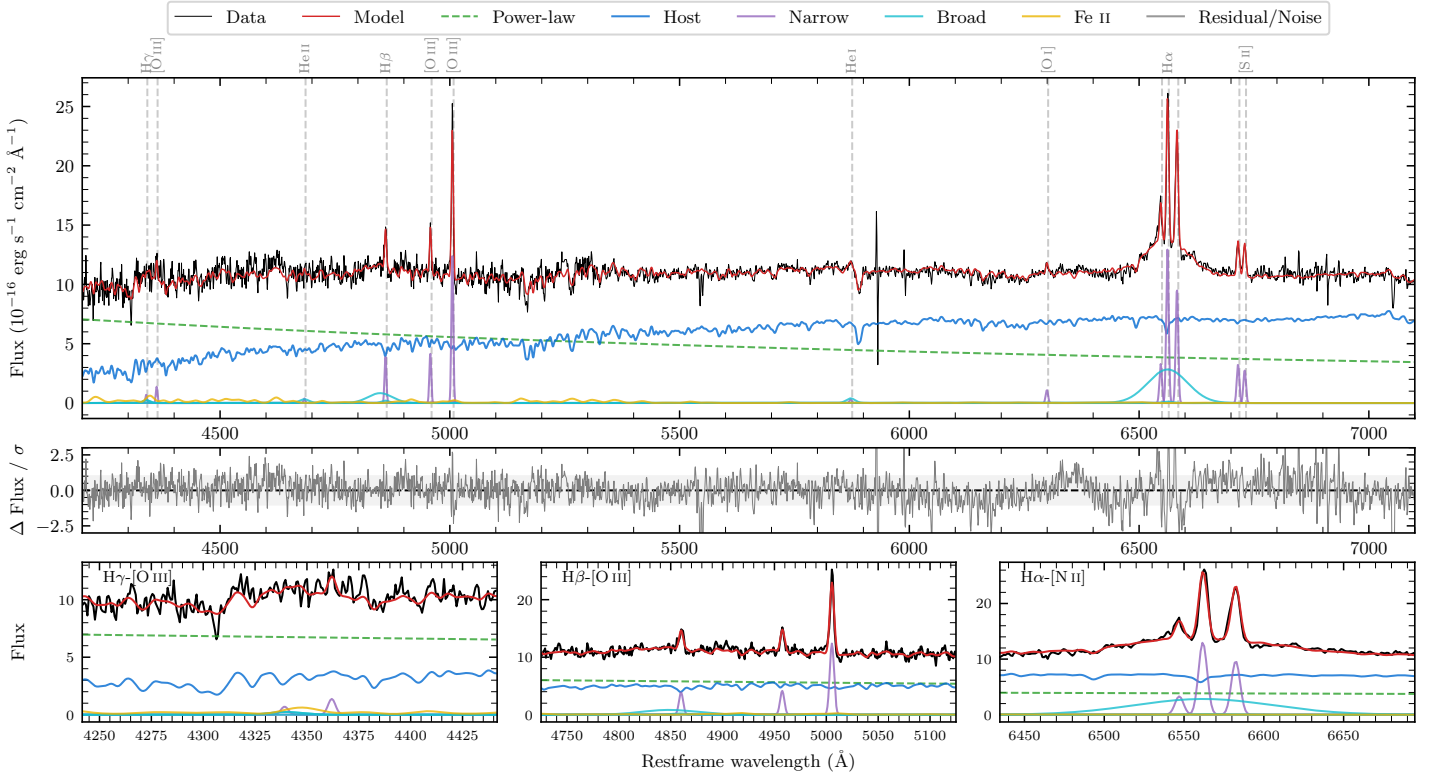 Data Model Power-law Host Narrow Broad Fe II Residual/Noise
Hγ [O III] He II Hβ [O III] [O III] He I [O I] Hα [S II]
Flux (10⁻¹⁶ erg s⁻¹ cm⁻² Å⁻¹)
25
20
15
10
5
0
4500 5000 5500 6000 6500 7000
Δ Flux / σ
2.5
0.0
−2.5
4500 5000 5500 6000 6500 7000
Flux
Hγ-[O III]
10
5
0
4250 4275 4300 4325 4350 4375 4400 4425
Hβ-[O III]
20
10
0
4750 4800 4850 4900 4950 5000 5050 5100
Hα-[N II]
20
10
0
6450 6500 6550 6600 6650
Restframe wavelength (Å)